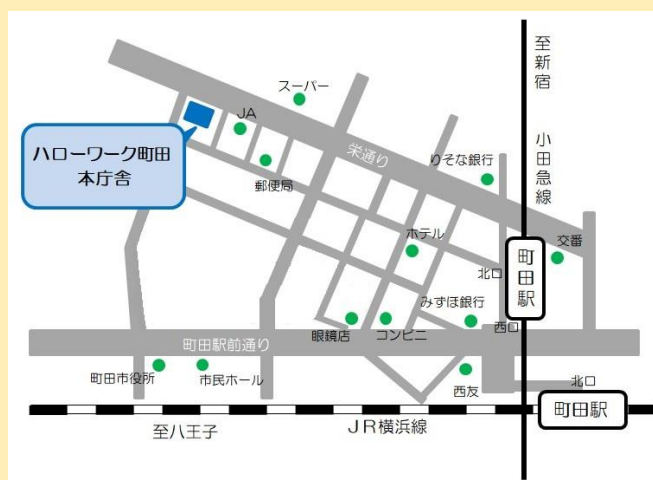 至新宿
小田急線
スーパー
JA
ハローワーク町田
本庁舎
栄通り
りそな銀行
郵便局
ホテル
交番
北口
町田駅
みずほ銀行
西口
眼鏡店
コンビニ
町田駅前通り
町田市役所
市民ホール
西友
北口
町田駅
至八王子
JR横浜線